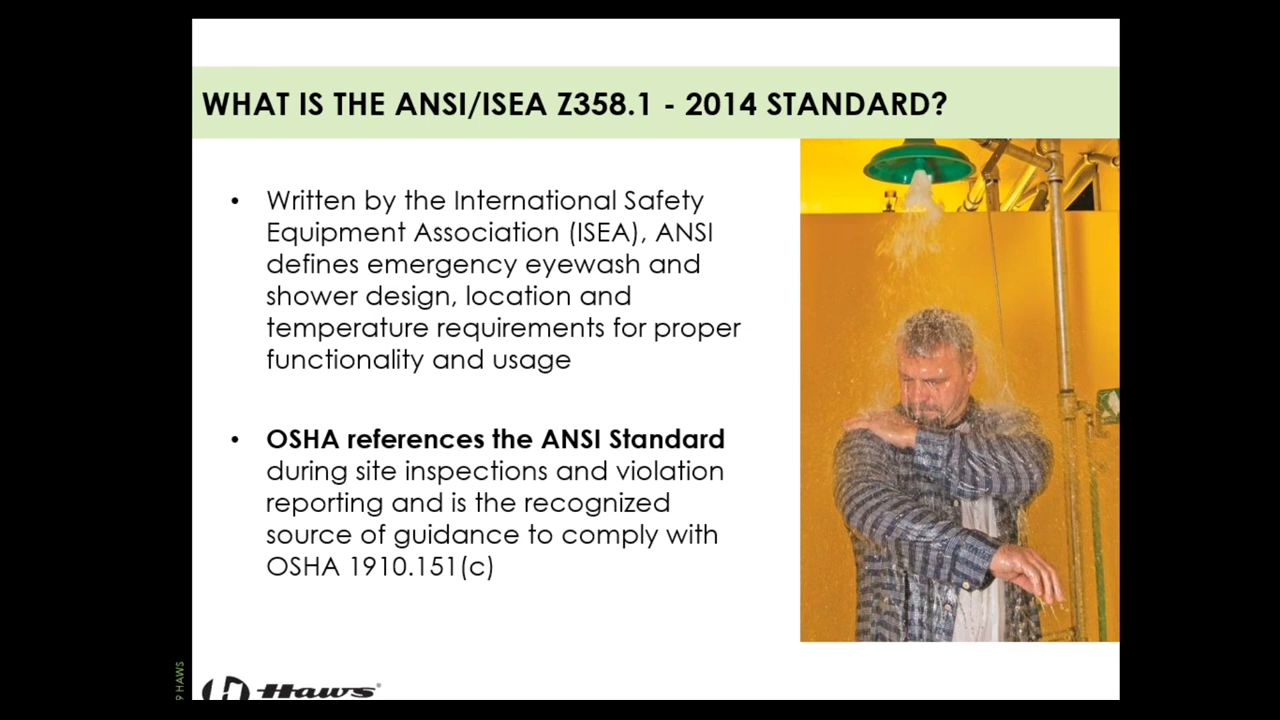 WHAT IS THE ANSI/ISEA Z358.1 - 2014 STANDARD?
• Written by the International Safety
Equipment Association (ISEA), ANSI
defines emergency eyewash and
shower design, location and
temperature requirements for proper
functionality and usage
• OSHA references the ANSI Standard
during site inspections and violation
reporting and is the recognized
source of guidance to comply with
OSHA 1910.151(c)
9 HAWS
Haws®